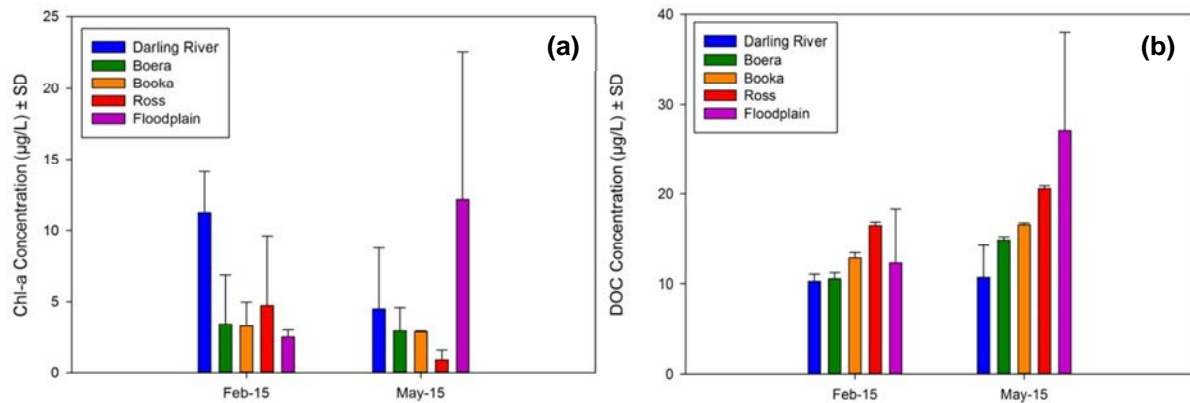 (a)
Chl-a Concentration (µg/L) ± SD
25
20
15
10
5
0
Darling River
Boera
Booka
Ross
Floodplain
Feb-15
May-15
(b)
DOC Concentration (µg/L) ± SD
40
30
20
10
0
Darling River
Boera
Booka
Ross
Floodplain
Feb-15
May-15